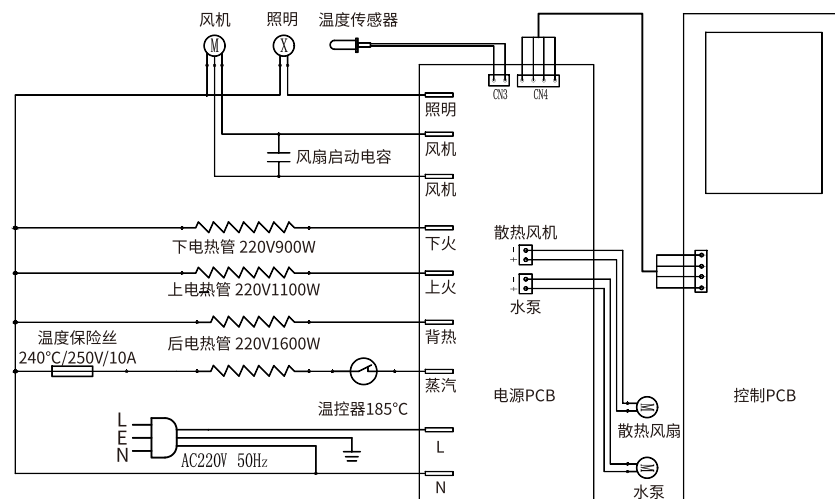 风机
照明
温度传感器
M
X
CN3
CN4
照明
风机
风扇启动电容
风机
下火
下电热管 220V900W
散热风机
上火
上电热管 220V1100W
水泵
背热
后电热管 220V1600W
温度保险丝
240℃/250V/10A
蒸汽
温控器185℃
电源PCB
控制PCB
M
散热风扇
L
E
N
AC220V 50Hz
L
N
M
水泵